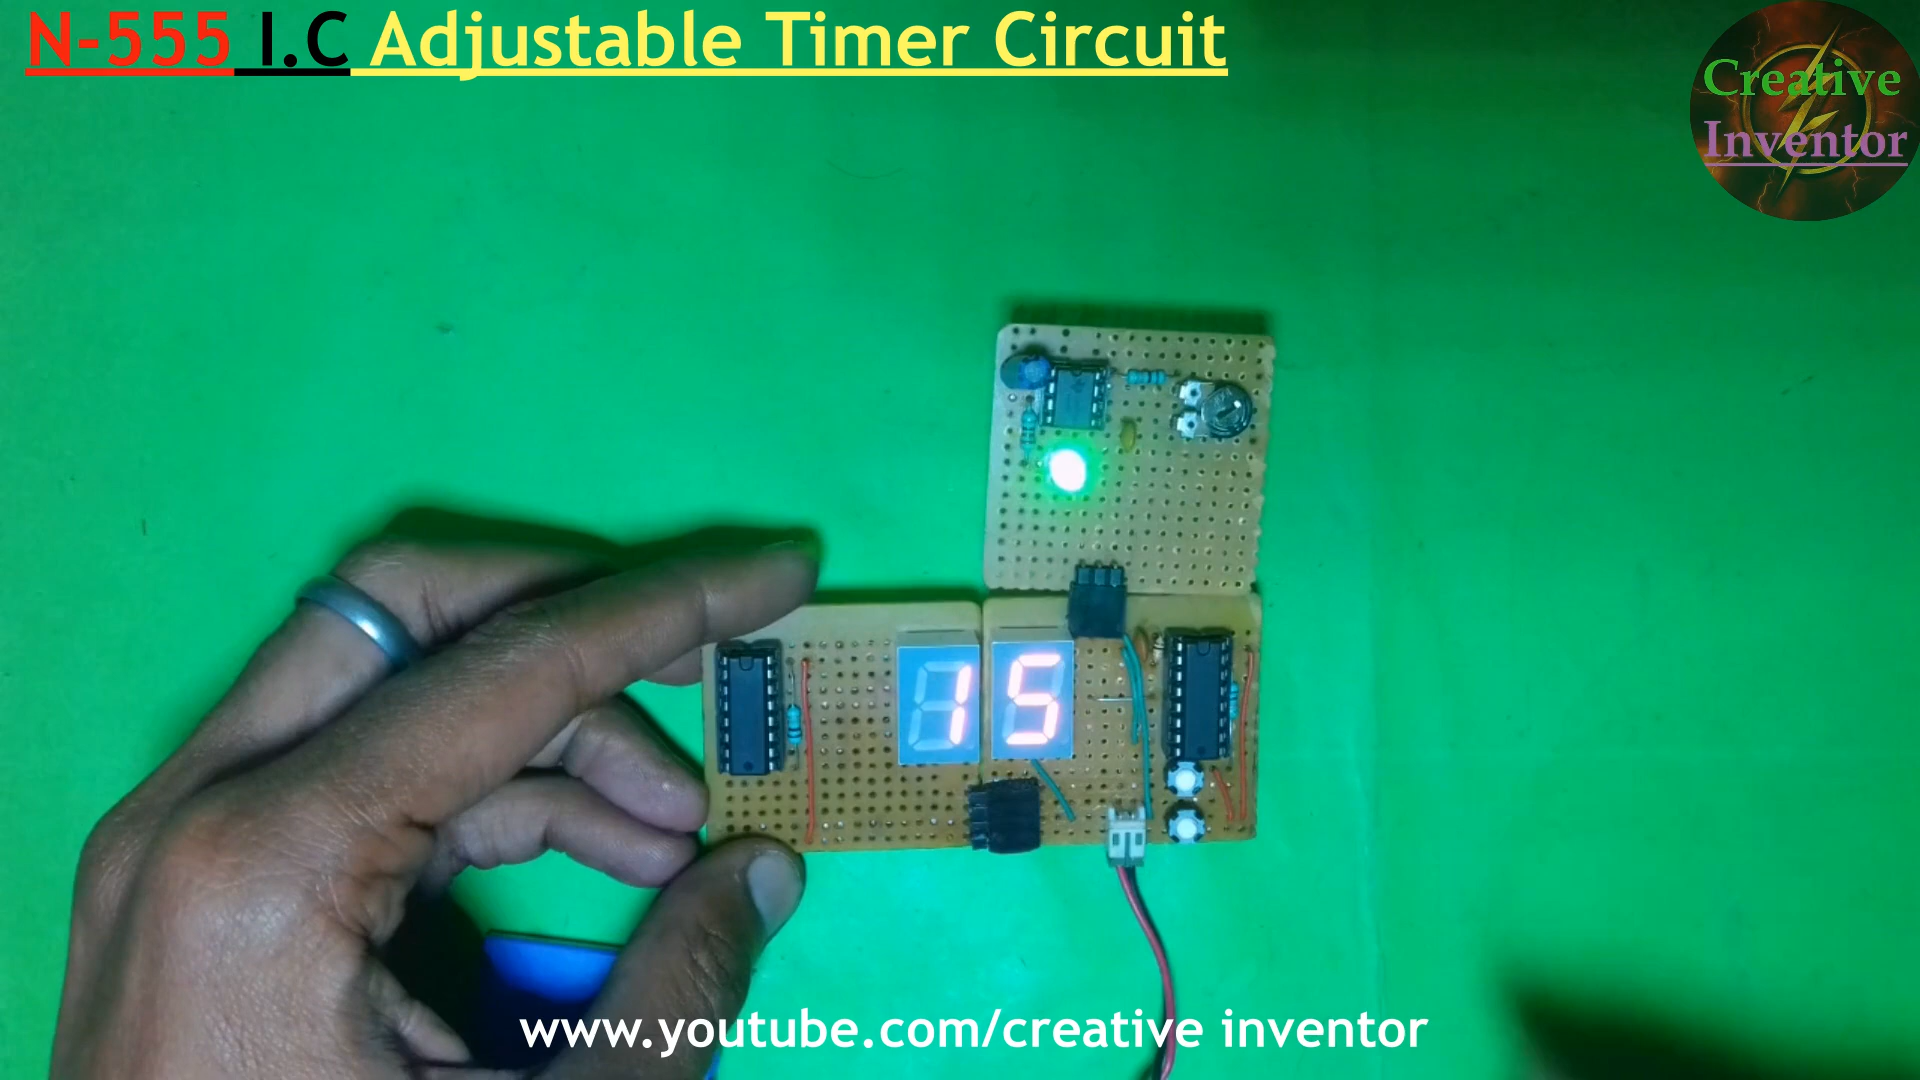 N-555 I.C Adjustable Timer Circuit
Creative
Inventor
15
www.youtube.com/creative inventor